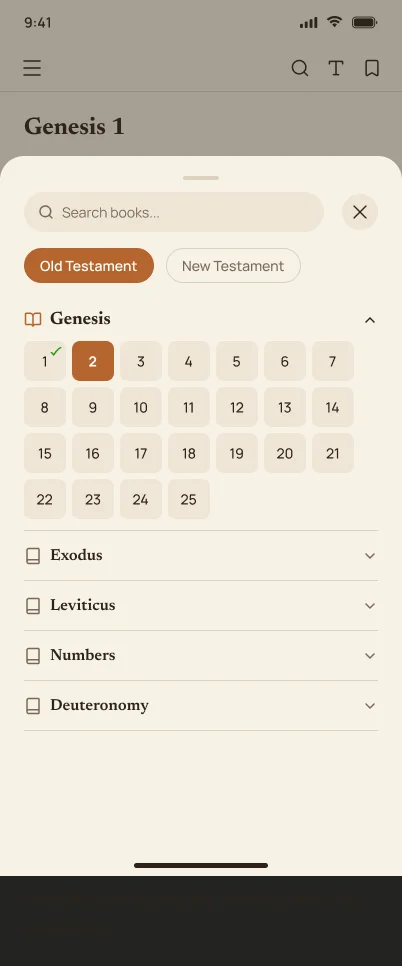 9:41
Genesis 1
Search books...
Old Testament New Testament
Genesis
1 2 3 4 5 6 7
8 9 10 11 12 13 14
15 16 17 18 19 20 21
22 23 24 25
Exodus
Leviticus
Numbers
Deuteronomy